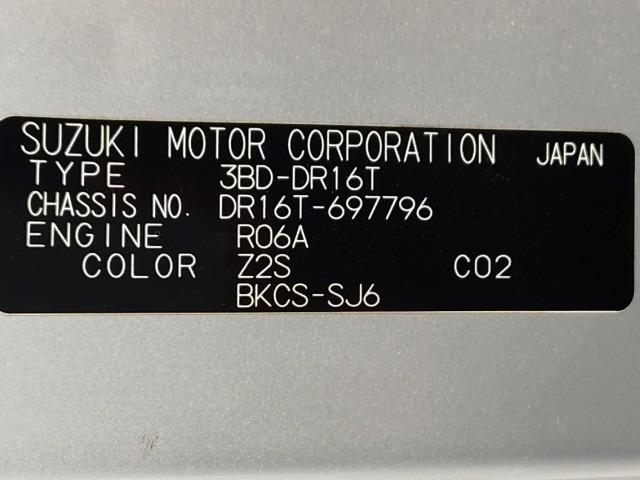 SUZUKI MOTOR CORPORATION JAPAN
TYPE 3BD-DR16T
CHASSIS NO. DR16T-697796
ENGINE R06A
COLOR Z2S C02
BKCS-SJ6